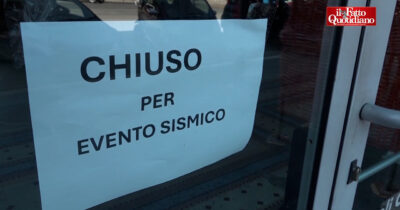 il Fatto
Quotidiano
CHIUSO
PER
EVENTO SISMICO